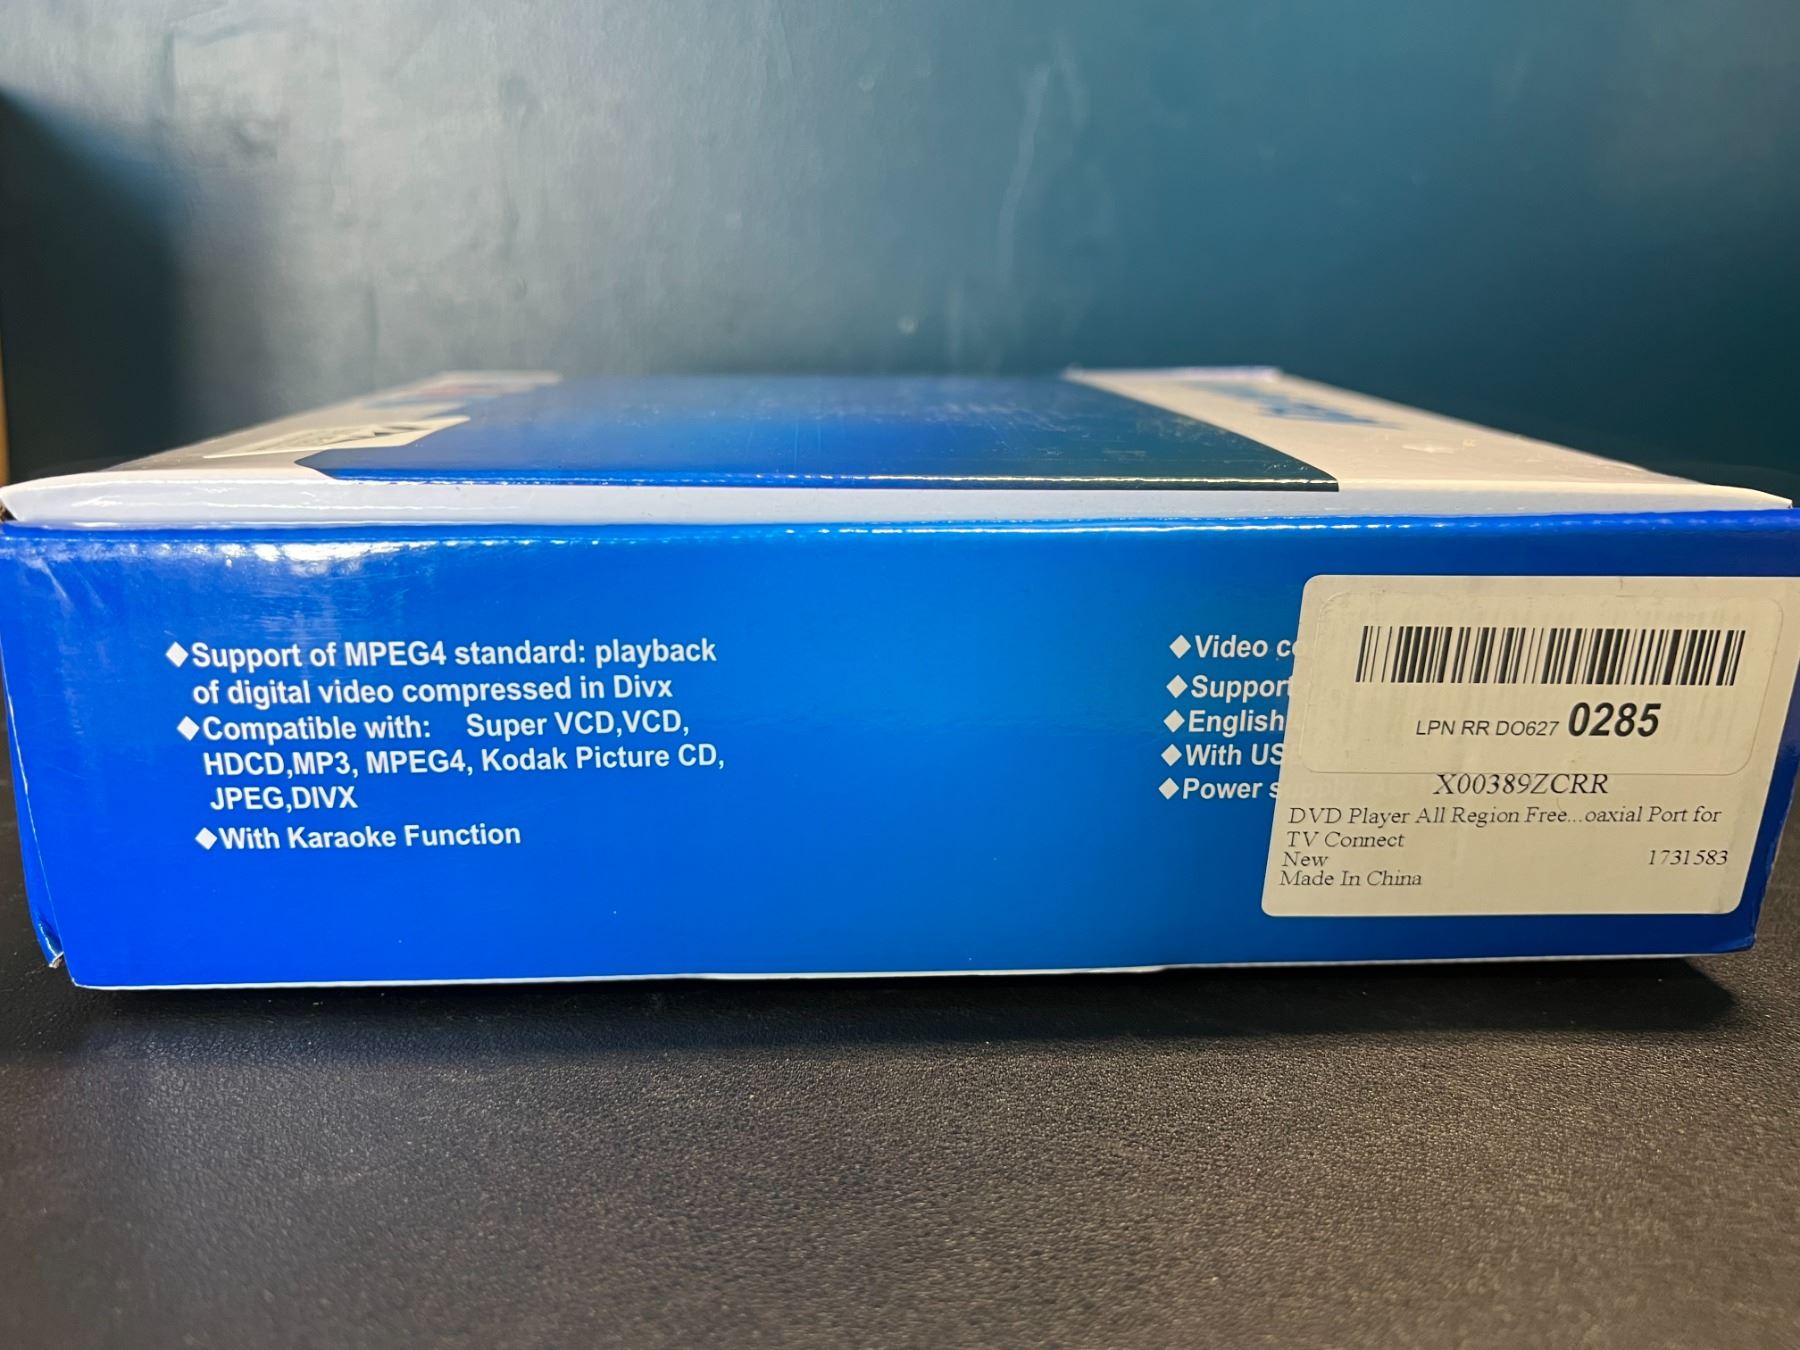 ◆Support of MPEG4 standard: playback
of digital video compressed in Divx
◆Compatible with: Super VCD,VCD,
HDCD,MP3, MPEG4, Kodak Picture CD,
JPEG,DIVX
◆With Karaoke Function
◆Video
◆Support
◆English
◆With
◆Power supply: AC
LPN RR DO627 0285
X00389ZCRR
DVD Player All Region Free...oaxial Port for
TV Connect
New 1731583
Made In China